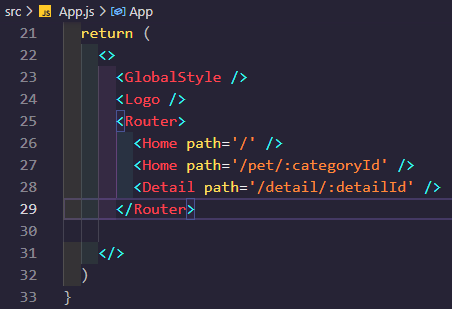 src > JS App.js > App
21 return (
22 <>
23 <GlobalStyle />
24 <Logo />
25 <Router>
26 <Home path='/' />
27 <Home path='/pet/:categoryId' />
28 <Detail path='/detail/:detailId' />
29 </Router>
30
31 </>
32 )
33 }